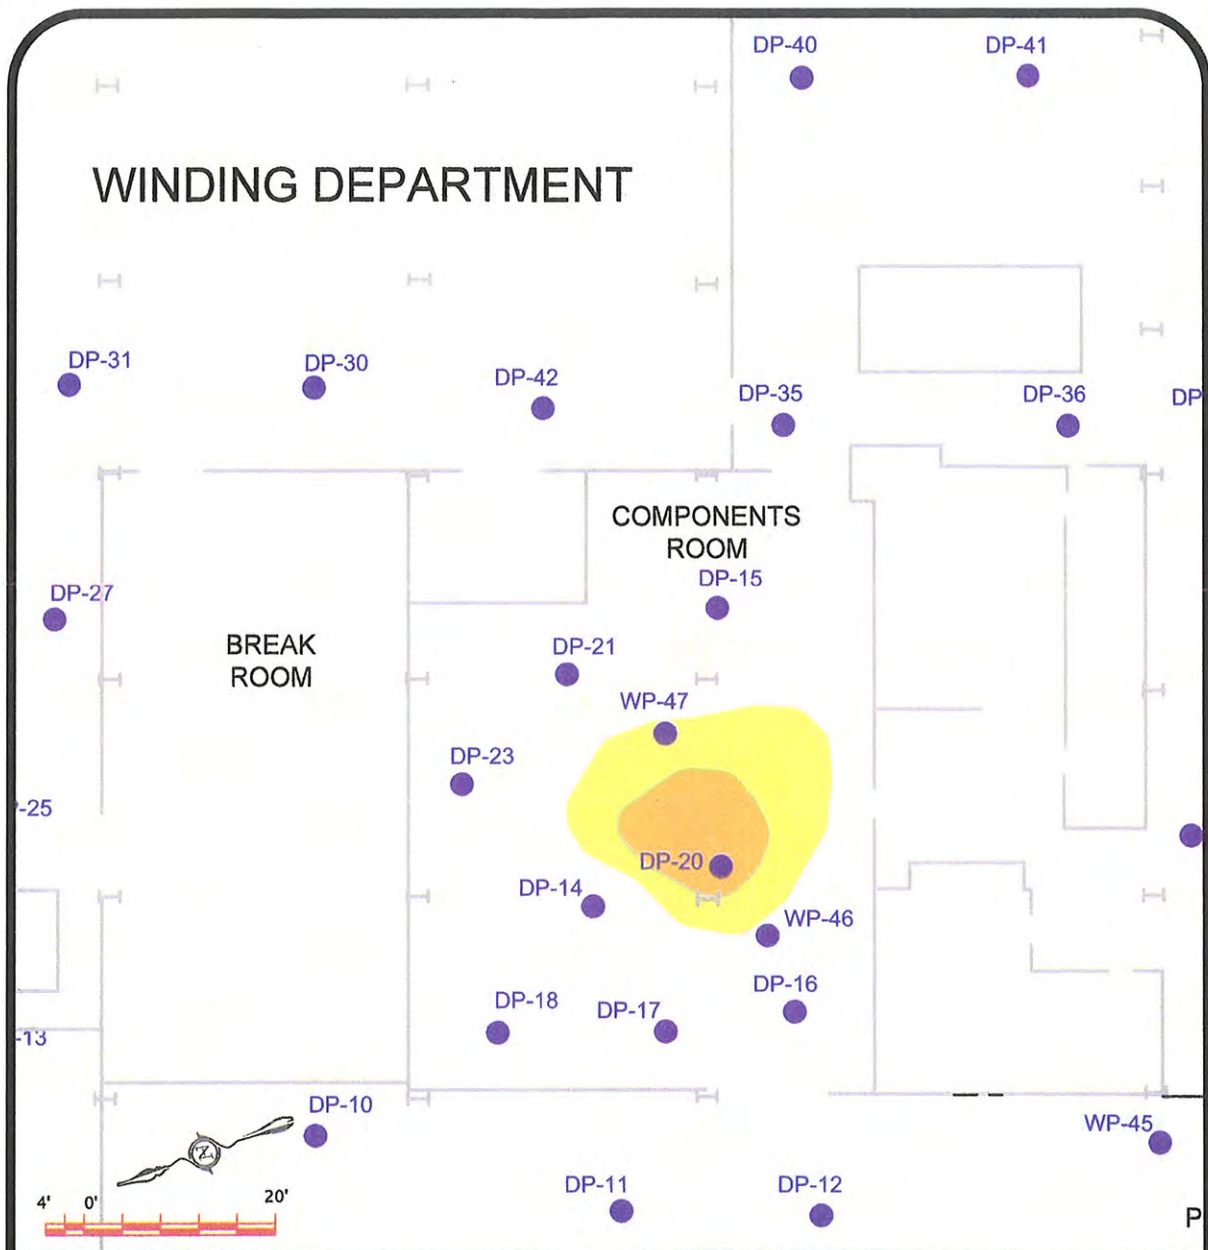 DP-40
DP-41
WINDING DEPARTMENT
DP-31
DP-30
DP-42
DP-35
DP-36
DP
COMPONENTS
ROOM
DP-15
DP-27
BREAK
ROOM
DP-21
WP-47
DP-23
-25
DP-20
DP-14
WP-46
DP-16
DP-18
DP-17
-13
DP-10
WP-45
N
DP-11
DP-12
4' 0' 20'
P